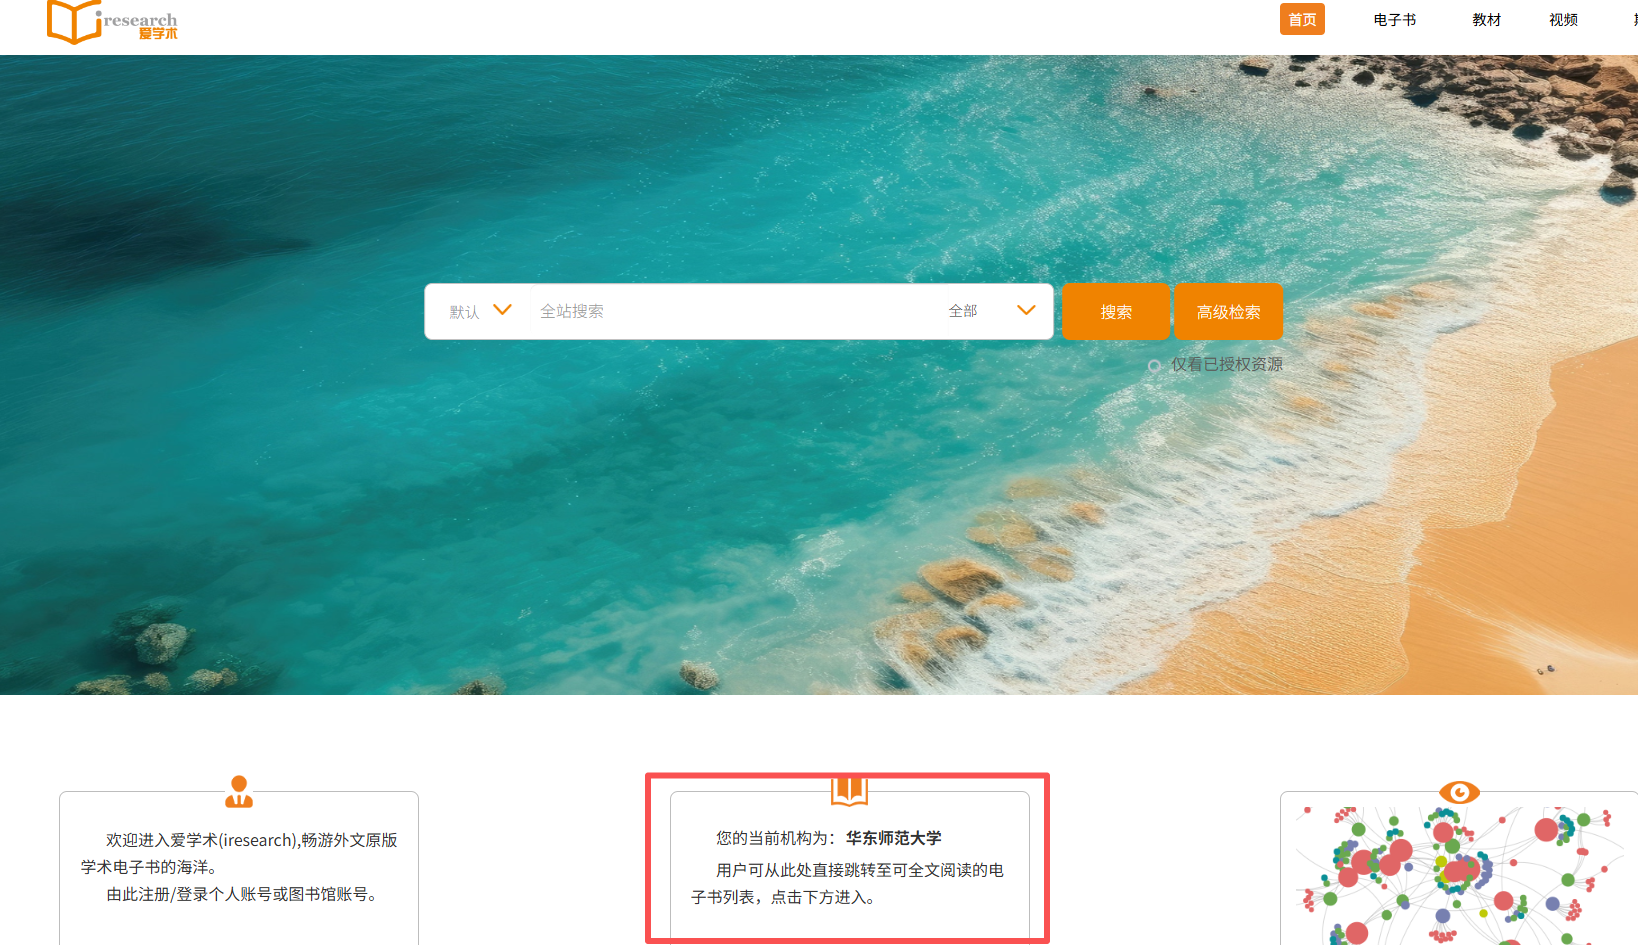 iresearch
爱学术
首页
电子书
教材
视频
默认
全站搜索
全部
搜索
高级检索
仅看已授权资源
欢迎进入爱学术(iresearch),畅游外文原版
学术电子书的海洋。
由此注册/登录个人账号或图书馆账号。
您的当前机构为：华东师范大学
用户可从此处直接跳转至可全文阅读的电
子书列表，点击下方进入。